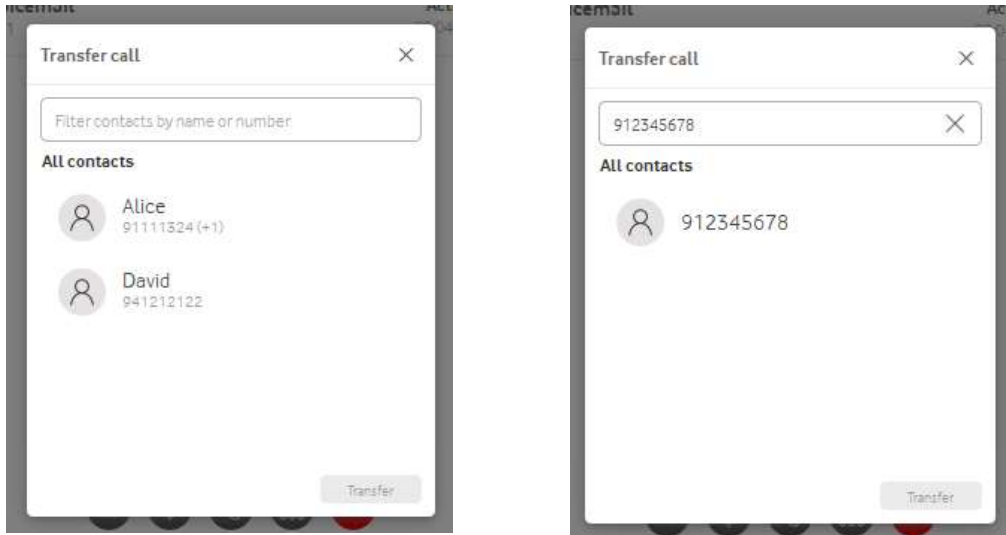 Transfer call
Filter contacts by name or number
All contacts
Alice
91111324 (+1)
David
941212122
Transfer
Transfer call
912345678
All contacts
912345678
Transfer